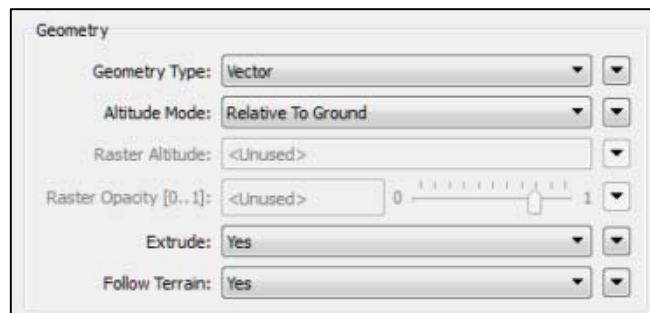 Geometry
Geometry Type: Vector
Altitude Mode: Relative To Ground
Raster Altitude: <Unused>
Raster Opacity [0..1]: <Unused> 0 1
Extrude: Yes
Follow Terrain: Yes